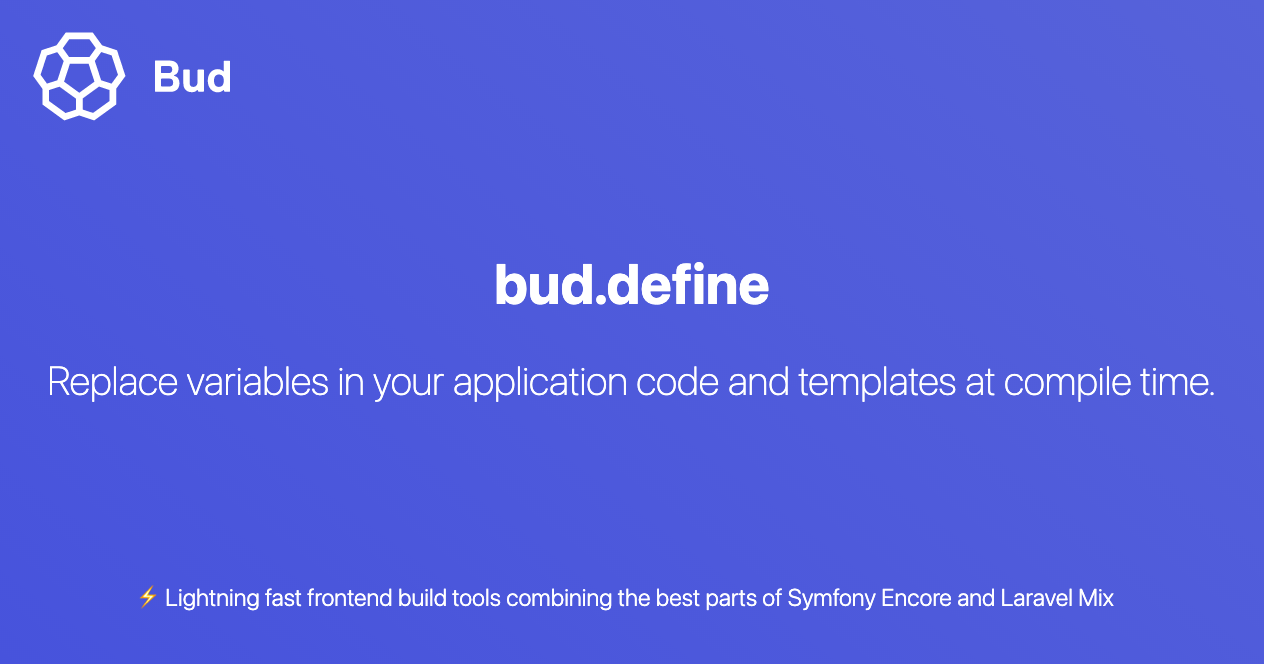 Bud
bud.define
Replace variables in your application code and templates at compile time.
⚡ Lightning fast frontend build tools combining the best parts of Symfony Encore and Laravel Mix